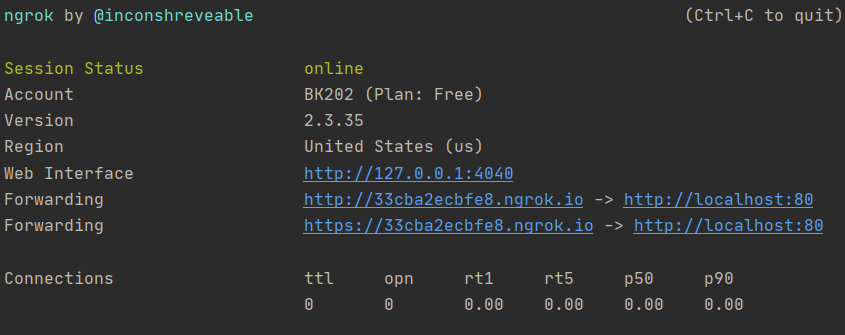 ngrok by @inconshreveable (Ctrl+C to quit)
Session Status online
Account BK202 (Plan: Free)
Version 2.3.35
Region United States (us)
Web Interface http://127.0.0.1:4040
Forwarding http://33cba2ecbfe8.ngrok.io -> http://localhost:80
Forwarding https://33cba2ecbfe8.ngrok.io -> http://localhost:80
Connections ttl opn rt1 rt5 p50 p90
0 0 0.00 0.00 0.00 0.00